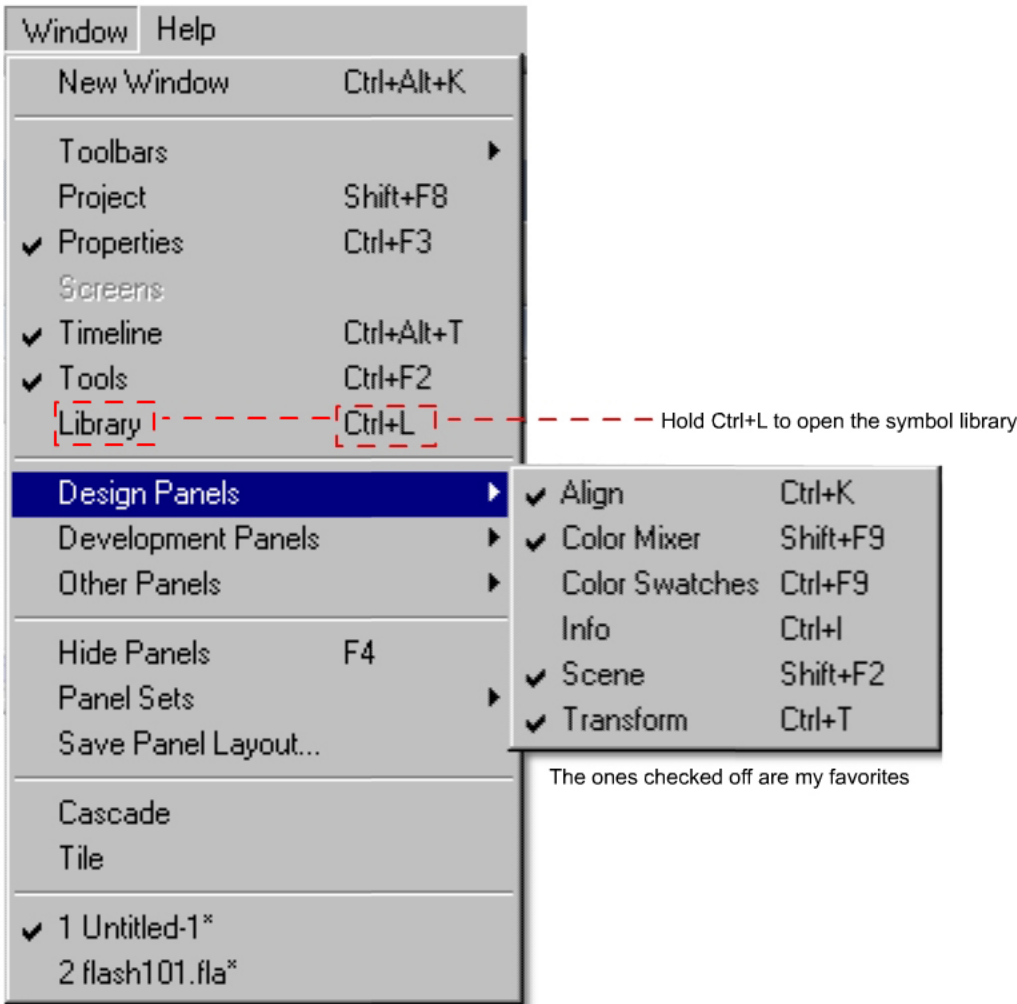 Window Help
New Window Ctrl+Alt+K
Toolbars
Project Shift+F8
Properties Ctrl+F3
Screens
Timeline Ctrl+Alt+T
Tools Ctrl+F2
Library Ctrl+L Hold Ctrl+L to open the symbol library
Design Panels
Development Panels
Other Panels
Hide Panels F4
Panel Sets
Save Panel Layout...
Cascade
Tile
1 Untitled-1*
2 flash101.fla*
Align Ctrl+K
Color Mixer Shift+F9
Color Swatches Ctrl+F9
Info Ctrl+I
Scene Shift+F2
Transform Ctrl+T
The ones checked off are my favorites